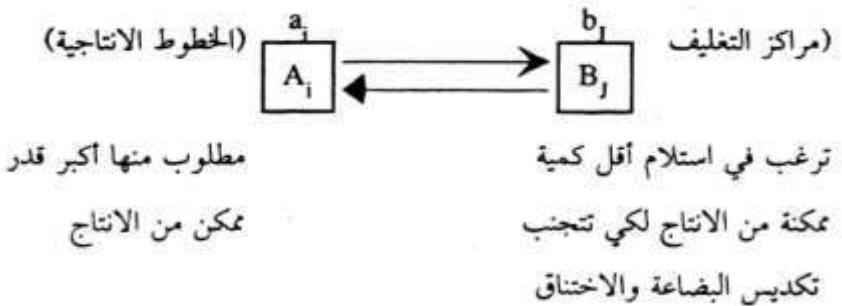 (مراكز التغليف b_J a_i (الخطوط الانتاجية)
B_J A_i
ترغب في استلام أقل كمية مطلوب منها أكبر قدر
ممكنة من الانتاج لكي تتجنب ممكن من الانتاج
تكديس البضاعة والاختناق